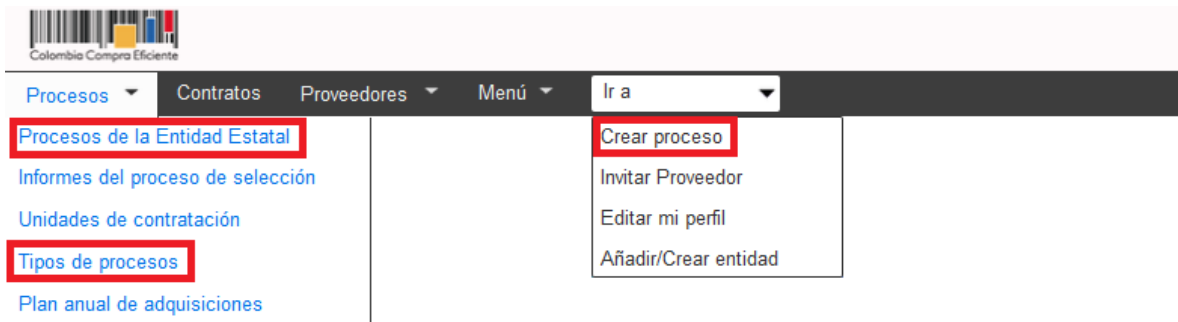 Colombia Compra Eficiente
Procesos Contratos Proveedores Menú Ir a
Procesos de la Entidad Estatal
Informes del proceso de selección
Unidades de contratación
Tipos de procesos
Plan anual de adquisiciones
Crear proceso
Invitar Proveedor
Editar mi perfil
Añadir/Crear entidad